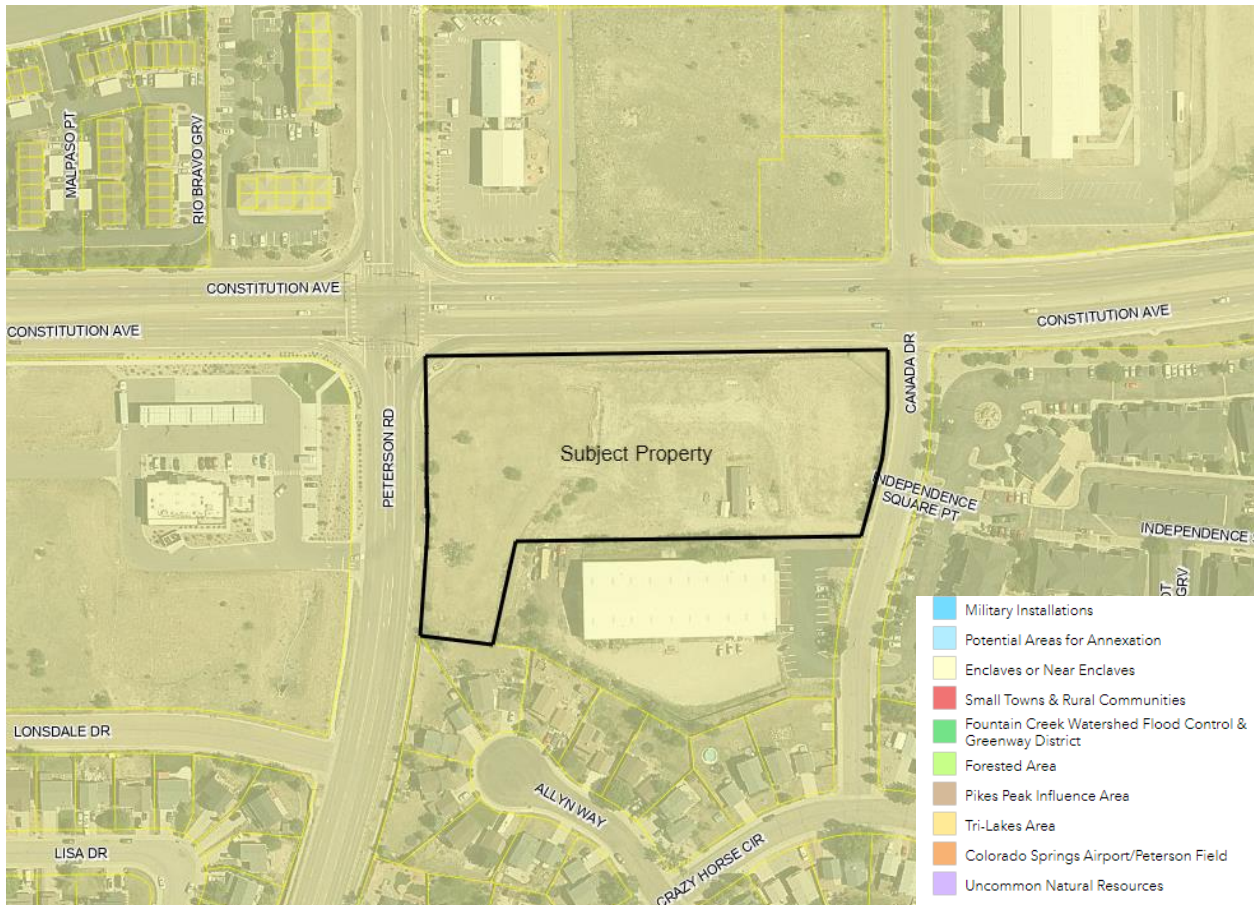 MALPASO PT
RIO BRAVO GRV
CONSTITUTION AVE
CONSTITUTION AVE
CONSTITUTION AVE
CANADA DR
PETERSON RD
Subject Property
INDEPENDENCE
SQUARE PT
INDEPENDENCE
GRV
LONSDALE DR
ALLYN WAY
LISA DR
CRAZY HORSE CIR
Military Installations
Potential Areas for Annexation
Enclaves or Near Enclaves
Small Towns & Rural Communities
Fountain Creek Watershed Flood Control &
Greenway District
Forested Area
Pikes Peak Influence Area
Tri-Lakes Area
Colorado Springs Airport/Peterson Field
Uncommon Natural Resources